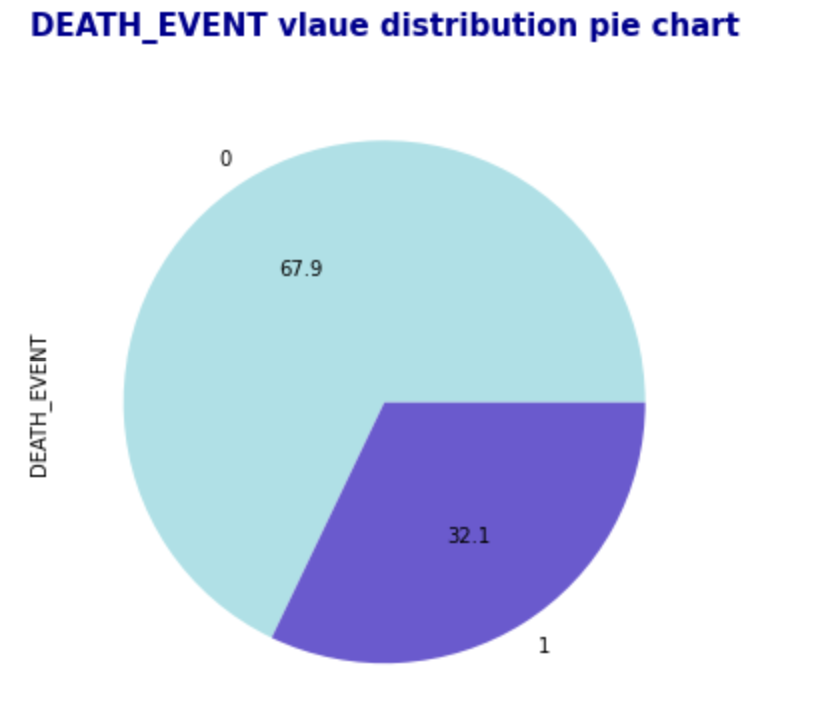 DEATH_EVENT vlaue distribution pie chart
0
67.9
DEATH_EVENT
32.1
1